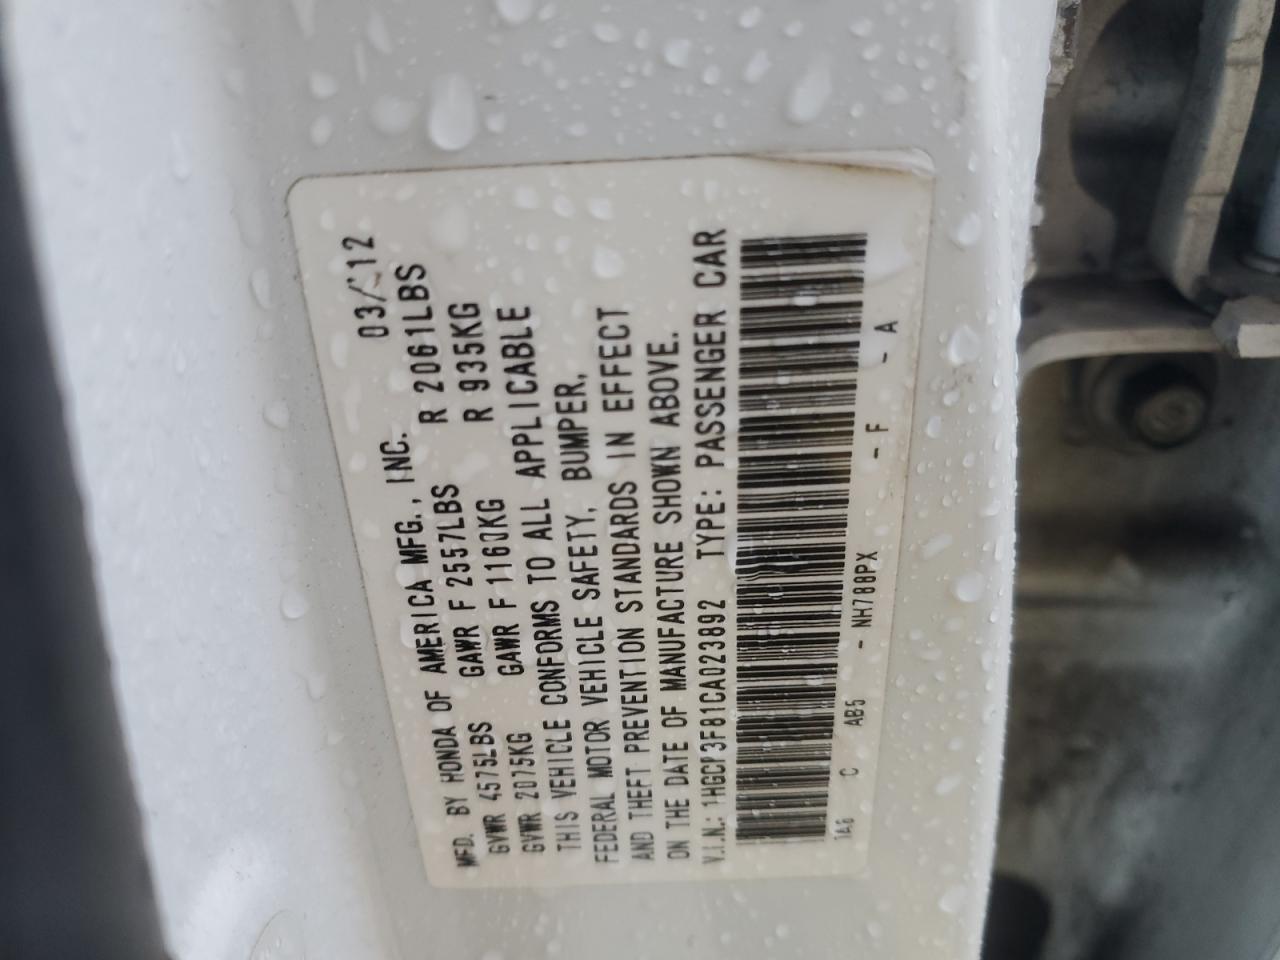 MFD. BY HONDA OF AMERICA MFG., INC. 03/12
GVWR 4575LBS GAWR F 2557LBS R 2061LBS
GVWR 2075KG GAWR F 1160KG R 935KG
THIS VEHICLE CONFORMS TO ALL APPLICABLE
FEDERAL MOTOR VEHICLE SAFETY, BUMPER,
AND THEFT PREVENTION STANDARDS IN EFFECT
ON THE DATE OF MANUFACTURE SHOWN ABOVE.
V.I.N.: 1HGCP3F81CA023892 TYPE: PASSENGER CAR
1A6 C AB5 - NH788PX - F - A